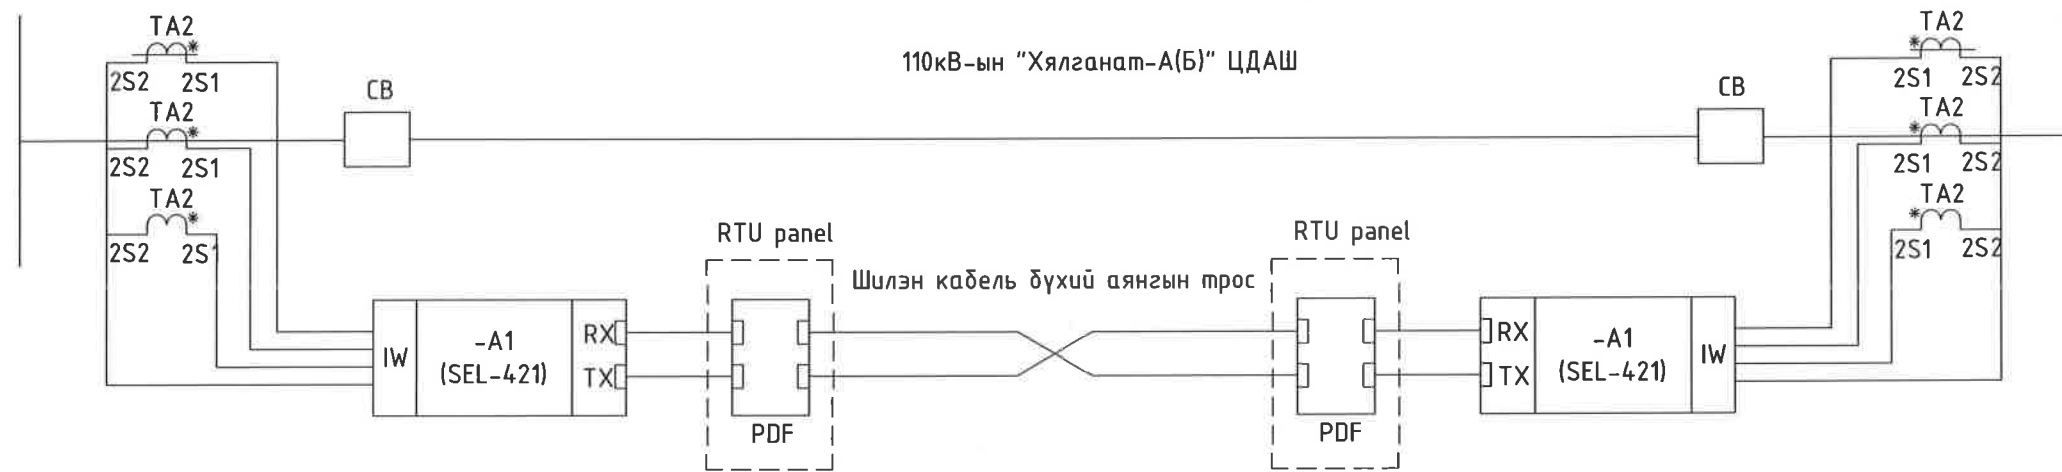 TA2
2S2 2S1
TA2
2S2 2S1
TA2
2S2 2S1
CB
110кВ-ын "Хялганат-А(Б)" ЦДАШ
CB
TA2
2S1 2S2
TA2
2S1 2S2
TA2
2S1 2S2
RTU panel
Шилэн кабель бүхий аянгын трос
RTU panel
IW
-A1
(SEL-421)
RX
TX
PDF
PDF
RX
TX
-A1
(SEL-421)
IW